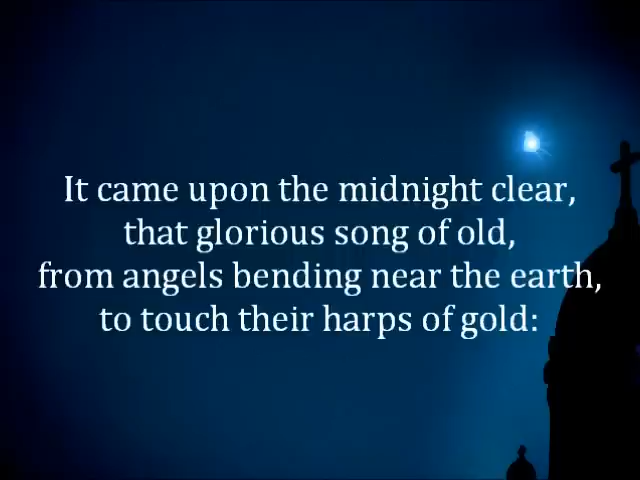 It came upon the midnight clear,
that glorious song of old,
from angels bending near the earth,
to touch their harps of gold: